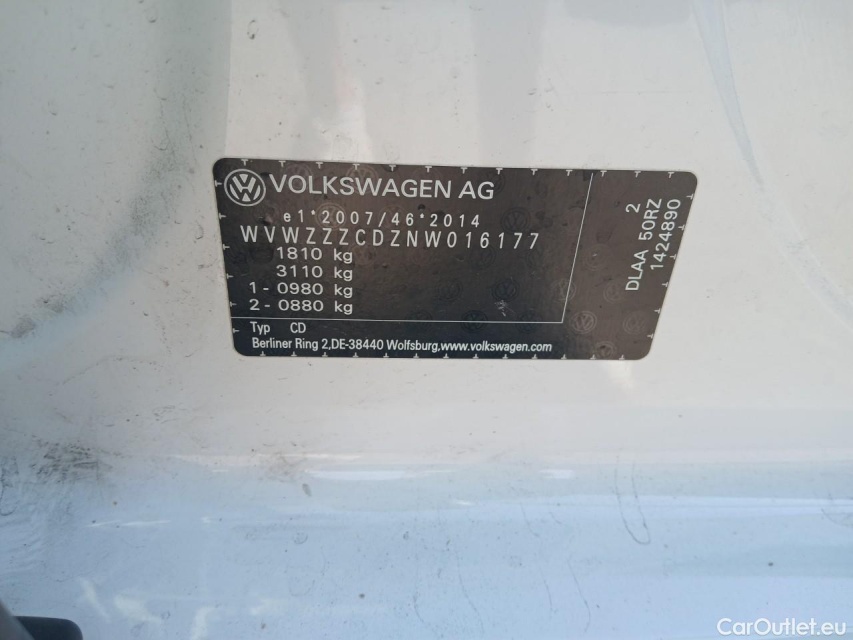 VOLKSWAGEN AG
e1*2007/46*2014
WVWZZZCDZNW016177
1810 kg
3110 kg
1 - 0980 kg
2 - 0880 kg
Typ CD
Berliner Ring 2,DE-38440 Wolfsburg,www.volkswagen.com
2
DLAA 50RZ
1424890
CarOutlet.eu